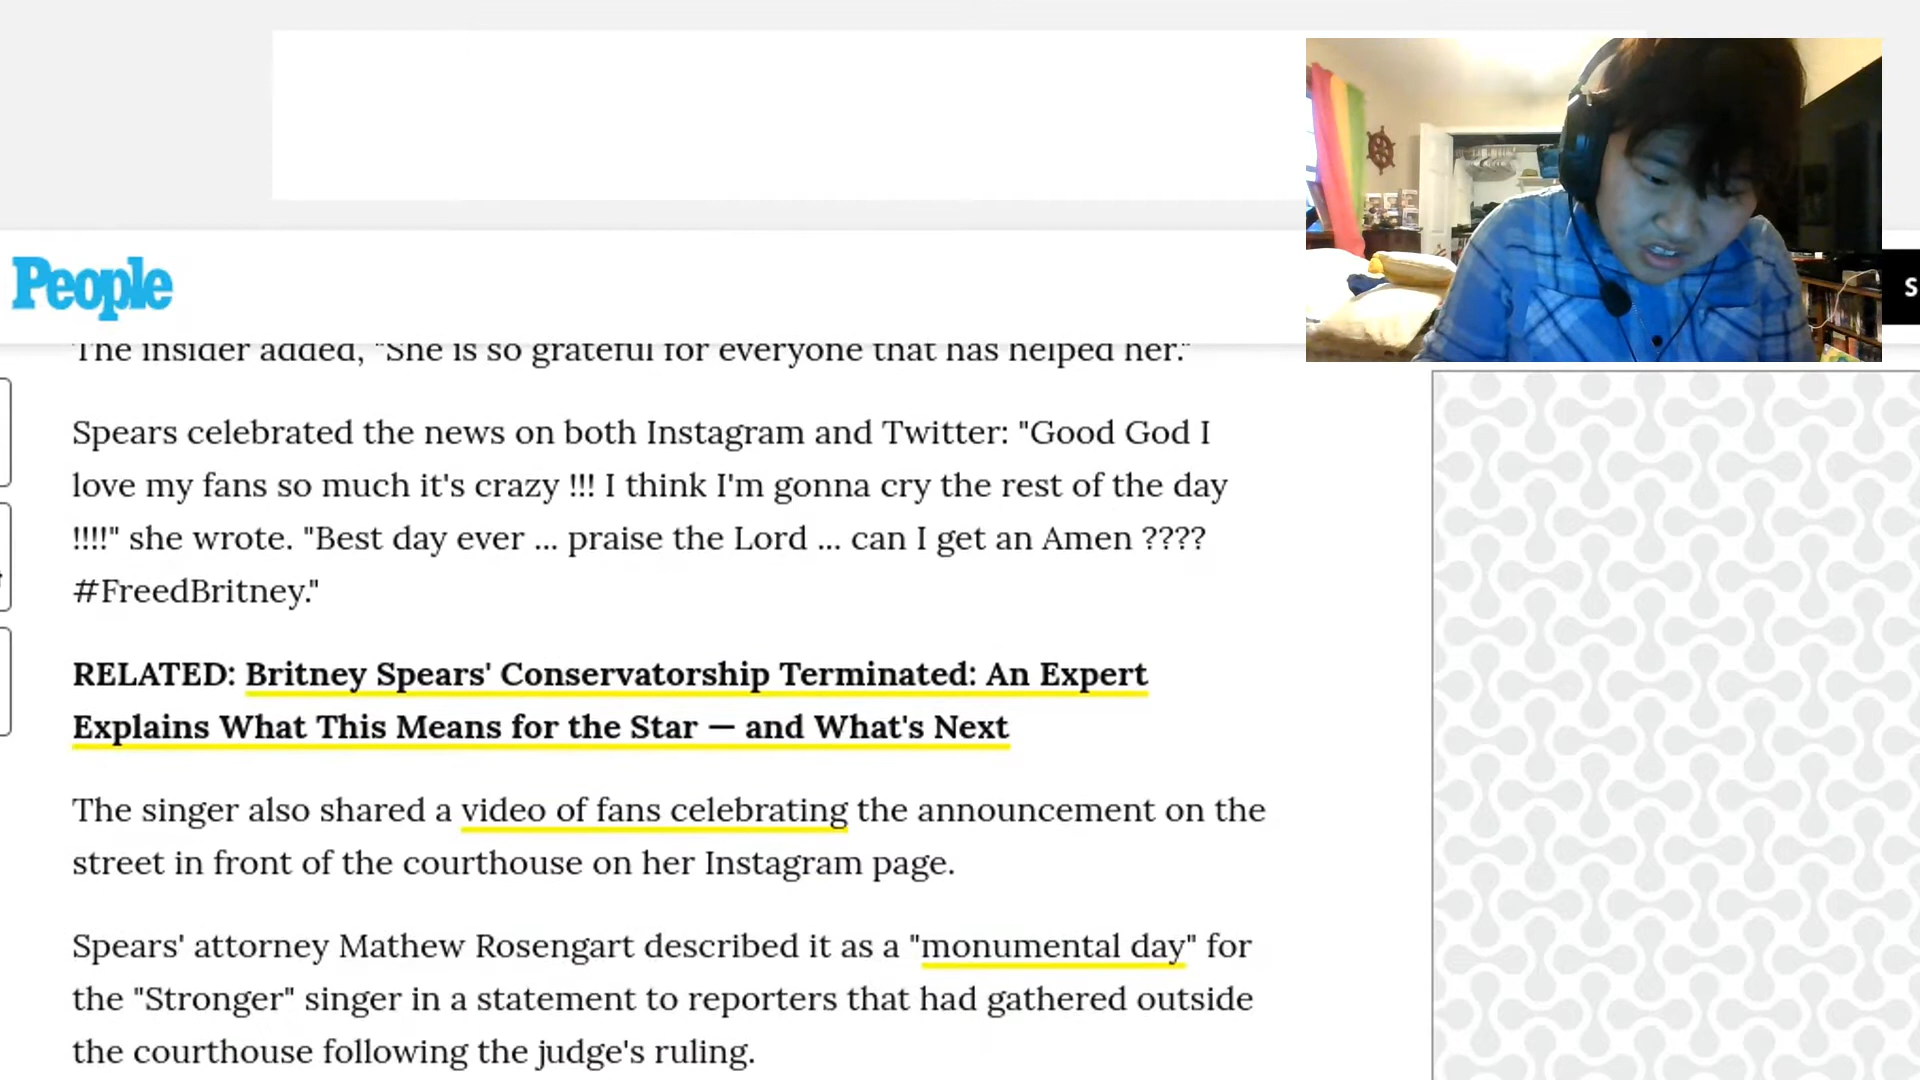 People
S
The insider added, "She is so grateful for everyone that has helped her."
Spears celebrated the news on both Instagram and Twitter: "Good God I
love my fans so much it's crazy !!! I think I'm gonna cry the rest of the day
!!!!" she wrote. "Best day ever ... praise the Lord ... can I get an Amen ????
#FreedBritney."
RELATED: Britney Spears' Conservatorship Terminated: An Expert
Explains What This Means for the Star — and What's Next
The singer also shared a video of fans celebrating the announcement on the
street in front of the courthouse on her Instagram page.
Spears' attorney Mathew Rosengart described it as a "monumental day" for
the "Stronger" singer in a statement to reporters that had gathered outside
the courthouse following the judge's ruling.